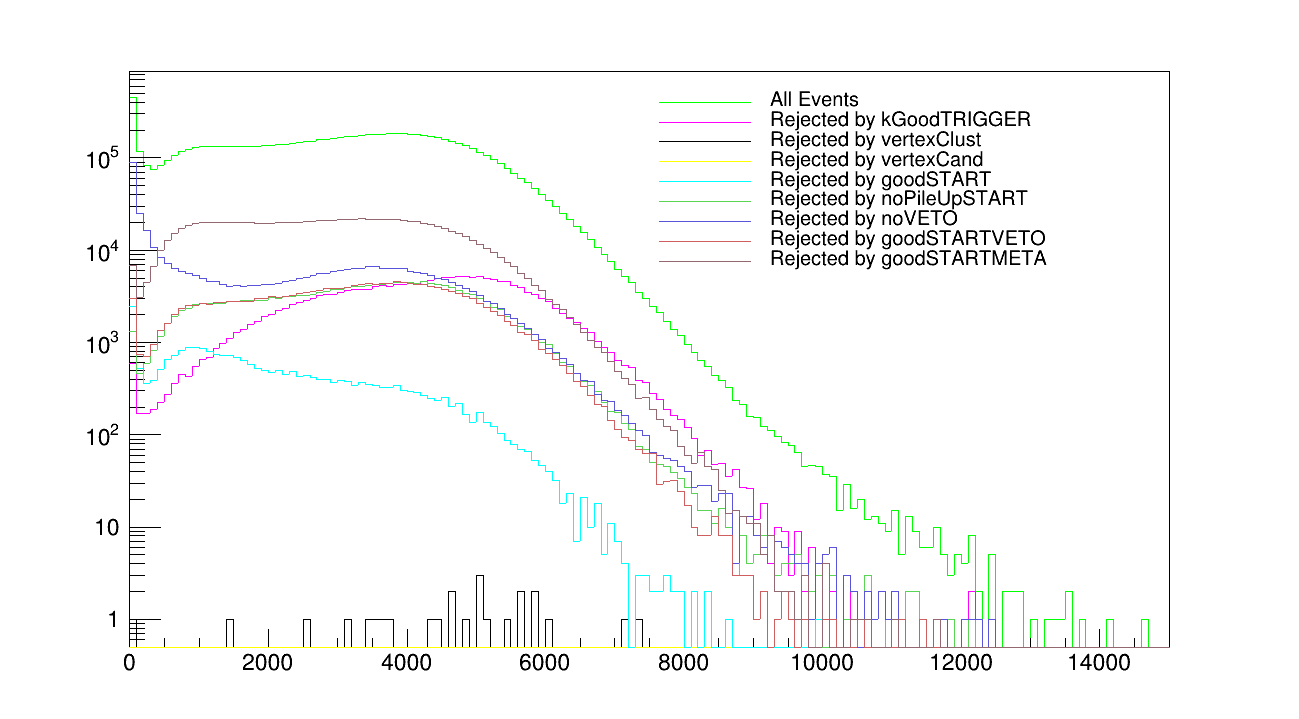 All Events
Rejected by kGoodTRIGGER
Rejected by vertexClust
Rejected by vertexCand
Rejected by goodSTART
Rejected by noPileUpSTART
Rejected by noVETO
Rejected by goodSTARTVETO
Rejected by goodSTARTMETA
10^5
10^4
10^3
10^2
10
1
0 2000 4000 6000 8000 10000 12000 14000